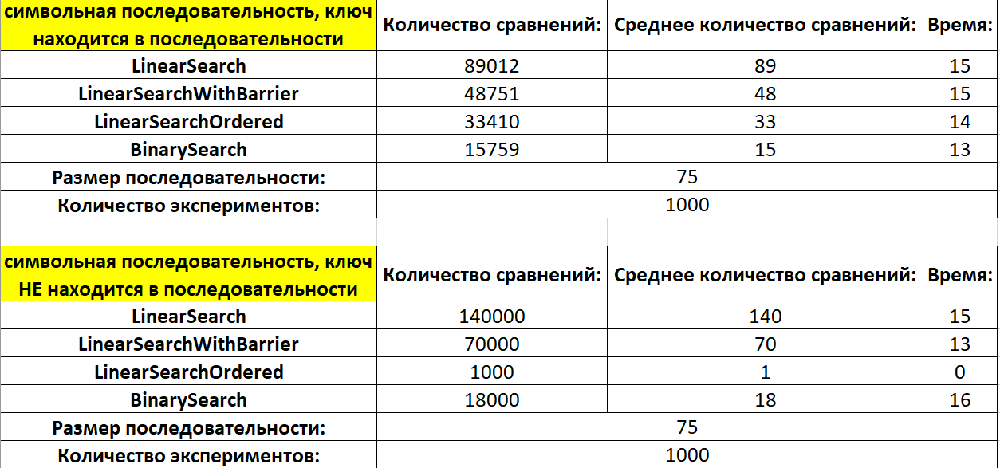 символьная последовательность, ключ
находится в последовательности
Количество сравнений: Среднее количество сравнений: Время:
LinearSearch 89012 89 15
LinearSearchWithBarrier 48751 48 15
LinearSearchOrdered 33410 33 14
BinarySearch 15759 15 13
Размер последовательности: 75
Количество экспериментов: 1000
символьная последовательность, ключ
НЕ находится в последовательности
Количество сравнений: Среднее количество сравнений: Время:
LinearSearch 140000 140 15
LinearSearchWithBarrier 70000 70 13
LinearSearchOrdered 1000 1 0
BinarySearch 18000 18 16
Размер последовательности: 75
Количество экспериментов: 1000